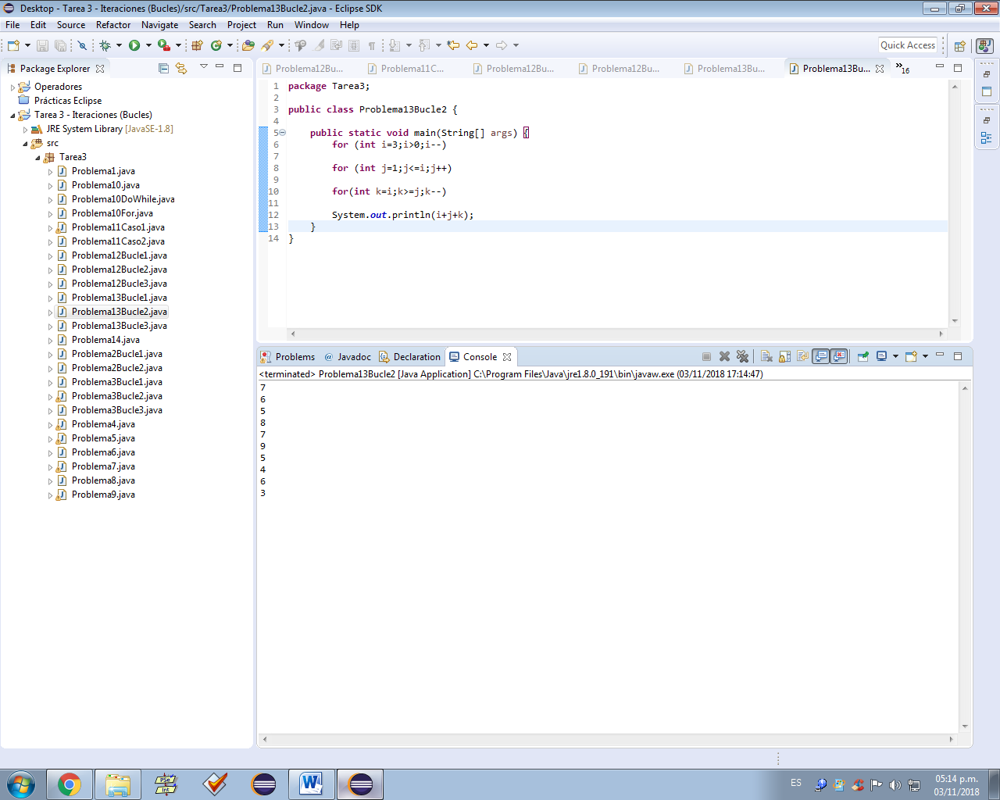 Desktop - Tarea 3 - Iteraciones (Bucles)/src/Tarea3/Problema13Bucle2.java - Eclipse SDK
File Edit Source Refactor Navigate Search Project Run Window Help
Quick Access
Package Explorer
Operadores
Prácticas Eclipse
Tarea 3 - Iteraciones (Bucles)
JRE System Library [JavaSE-1.8]
src
Tarea3
Problema1.java
Problema10.java
Problema10DoWhile.java
Problema10For.java
Problema11Caso1.java
Problema11Caso2.java
Problema12Bucle1.java
Problema12Bucle2.java
Problema12Bucle3.java
Problema13Bucle1.java
Problema13Bucle2.java
Problema13Bucle3.java
Problema14.java
Problema2Bucle1.java
Problema2Bucle2.java
Problema3Bucle1.java
Problema3Bucle2.java
Problema3Bucle3.java
Problema4.java
Problema5.java
Problema6.java
Problema7.java
Problema8.java
Problema9.java
Problema12Bu... Problema11C... Problema12Bu... Problema12Bu... Problema13Bu... Problema13Bu... »16
1 package Tarea3;
2
3 public class Problema13Bucle2 {
4
5 public static void main(String[] args) {
6 for (int i=3;i>0;i--)
7
8 for (int j=1;j<=i;j++)
9
10 for(int k=i;k>=j;k--)
11
12 System.out.println(i+j+k);
13 }
14 }
Problems Javadoc Declaration Console
<terminated> Problema13Bucle2 [Java Application] C:\Program Files\Java\jre1.8.0_191\bin\javaw.exe (03/11/2018 17:14:47)
7
6
5
8
7
9
5
4
6
3
PSe
Int
ES
05:14 p.m.
03/11/2018